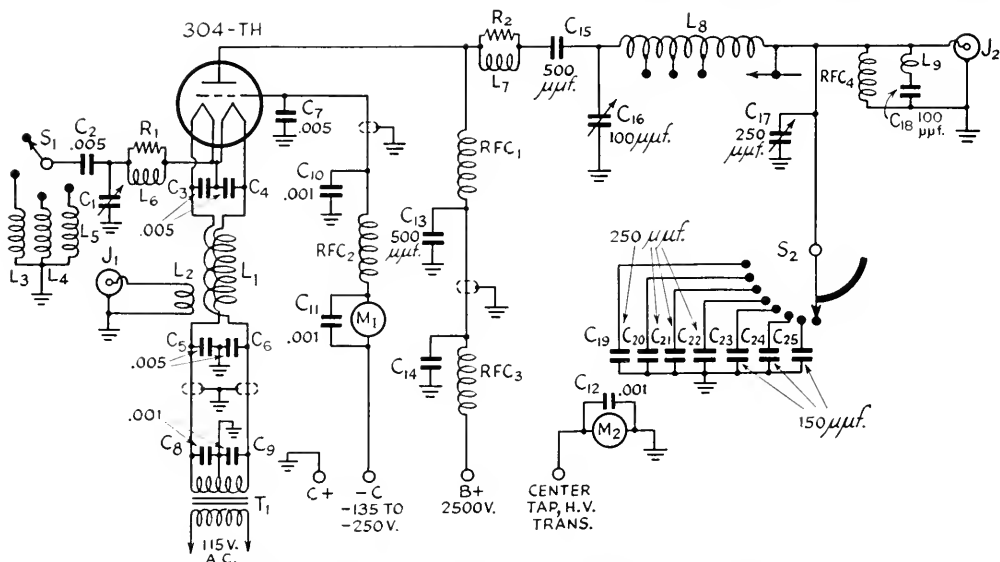 304-TH
R2
C15
L8
J2
L7
500
μμf.
RFC4
L9
C18
100
μμf.
C16
100μμf.
C17
250
μμf.
S1
C2
.005
R1
C7
.005
C1
L6
C3
C4
.005
L3
L4
L5
C10
.001
RFC1
RFC2
C13
500
μμf.
J1
L2
L1
C11
.001
M1
250 μμf.
S2
C5
C6
.005
C14
RFC3
C19
C20
C21
C22
C23
C24
C25
150μμf.
.001
C8
C9
C12
.001
M2
T1
115V.
A.C.
C+
-C
-135 TO
-250V.
B+
2500V.
CENTER
TAP, H.V.
TRANS.